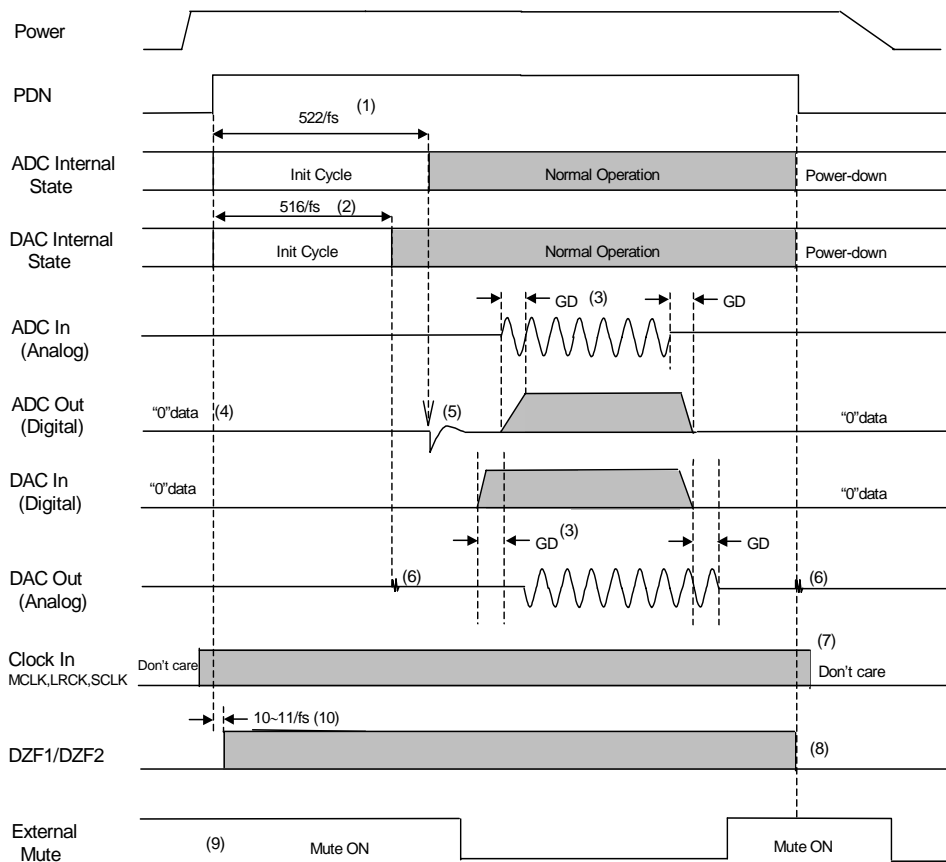 Power
PDN
522/fs (1)
ADC Internal
State
Init Cycle
Normal Operation
Power-down
516/fs (2)
DAC Internal
State
Init Cycle
Normal Operation
Power-down
GD (3)
GD
ADC In
(Analog)
ADC Out
(Digital)
“0”data (4)
(5)
“0”data
DAC In
(Digital)
“0”data
“0”data
GD (3)
GD
DAC Out
(Analog)
(6)
(6)
Clock In
MCLK,LRCK,SCLK
Don’t care
(7)
Don’t care
10~11/fs (10)
DZF1/DZF2
(8)
External
Mute
(9)
Mute ON
Mute ON